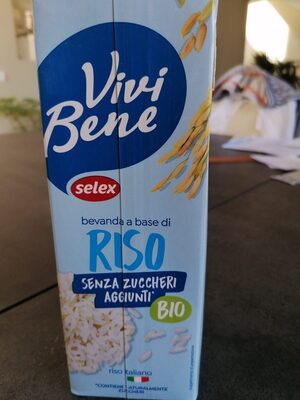 Vivi
Bene
selex
bevanda a base di
RISO
SENZA ZUCCHERI
AGGIUNTI*
BIO
riso italiano
*CONTIENE NATURALMENTE
ZUCCHERI